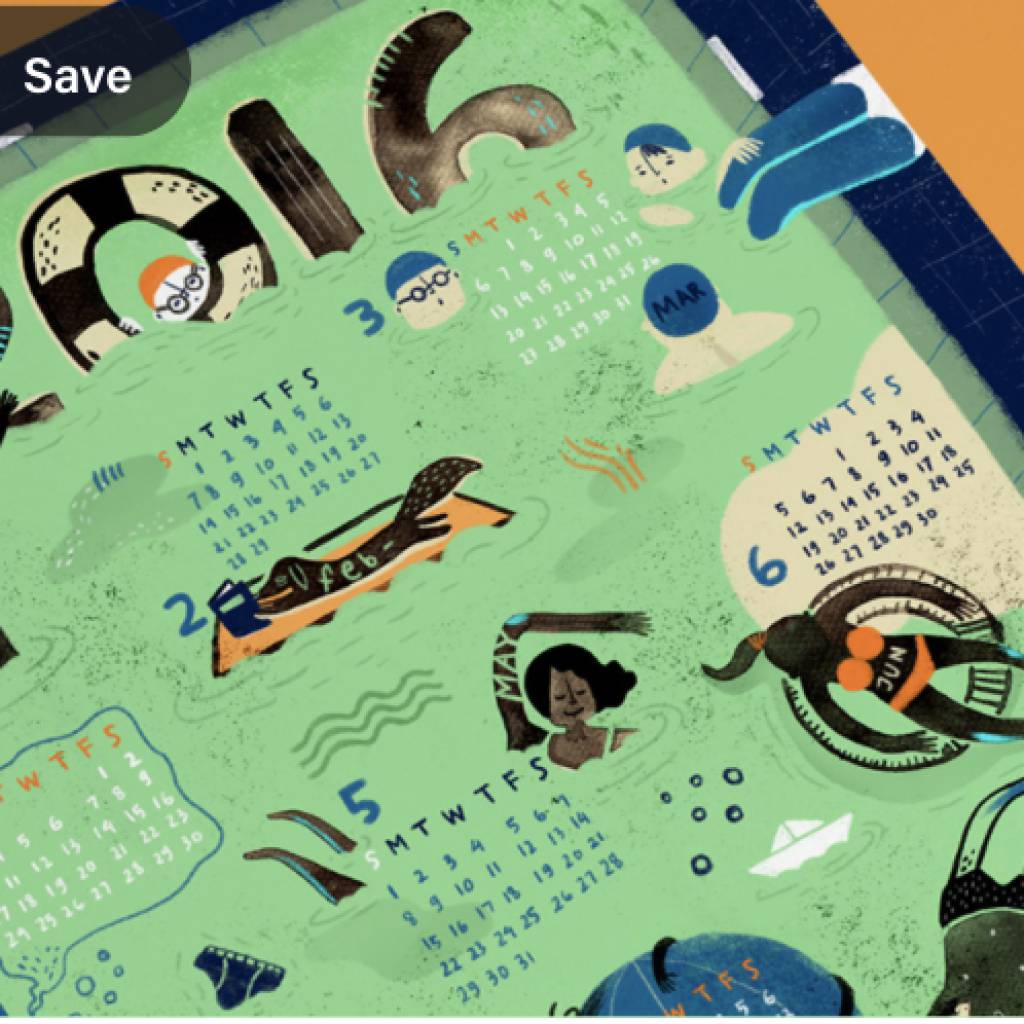 Save
016
3
S M T W T F S
1 2 3 4 5
6 7 8 9 10 11 12
13 14 15 16 17 18 19
20 21 22 23 24 25 26
27 28 29 30 31
MAR
S M T W T F S
1 2 3 4 5 6
7 8 9 10 11 12 13
14 15 16 17 18 19 20
21 22 23 24 25 26 27
28 29
2
feb
S M T W T F S
1 2 3 4
5 6 7 8 9 10 11
12 13 14 15 16 17 18
19 20 21 22 23 24 25
26 27 28 29 30
6
JUN
MAY
W T F S
1 2
5 6 7 8 9
11 12 13 14 15 16
18 19 20 21 22 23
25 26 27 28 29 30
5
S M T W T F S
1 2 3 4 5 6 7
8 9 10 11 12 13 14
15 16 17 18 19 20 21
22 23 24 25 26 27 28
29 30 31
W T F S
5 6